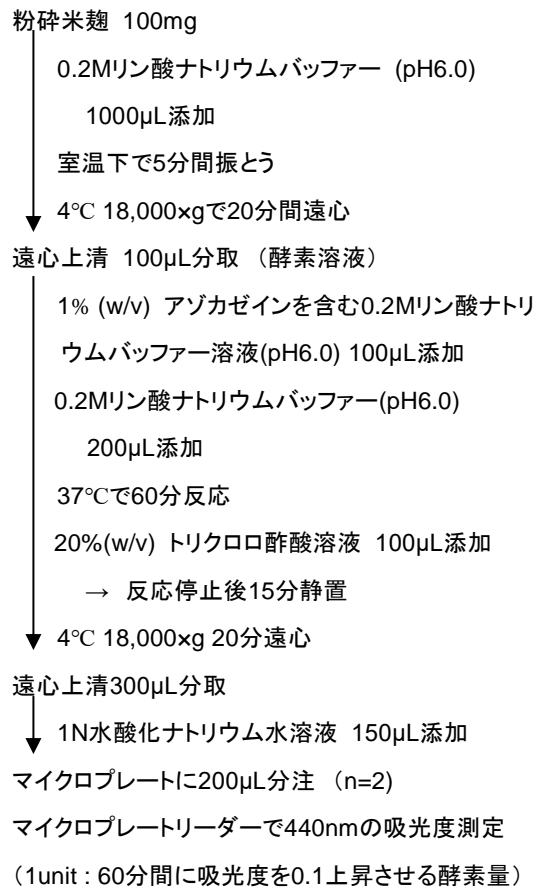 粉砕米麹 100mg
0.2Mリン酸ナトリウムバッファー (pH6.0)
1000μL添加
室温下で5分間振とう
4℃ 18,000×gで20分間遠心
遠心上清 100μL分取 （酵素溶液）
1% (w/v) アゾカゼインを含む0.2Mリン酸ナトリ
ウムバッファー溶液(pH6.0) 100μL添加
0.2Mリン酸ナトリウムバッファー(pH6.0)
200μL添加
37℃で60分反応
20%(w/v) トリクロロ酢酸溶液 100μL添加
→ 反応停止後15分静置
4℃ 18,000×g 20分遠心
遠心上清300μL分取
1N水酸化ナトリウム水溶液 150μL添加
マイクロプレートに200μL分注 （n=2)
マイクロプレートリーダーで440nmの吸光度測定
（1unit : 60分間に吸光度を0.1上昇させる酵素量）